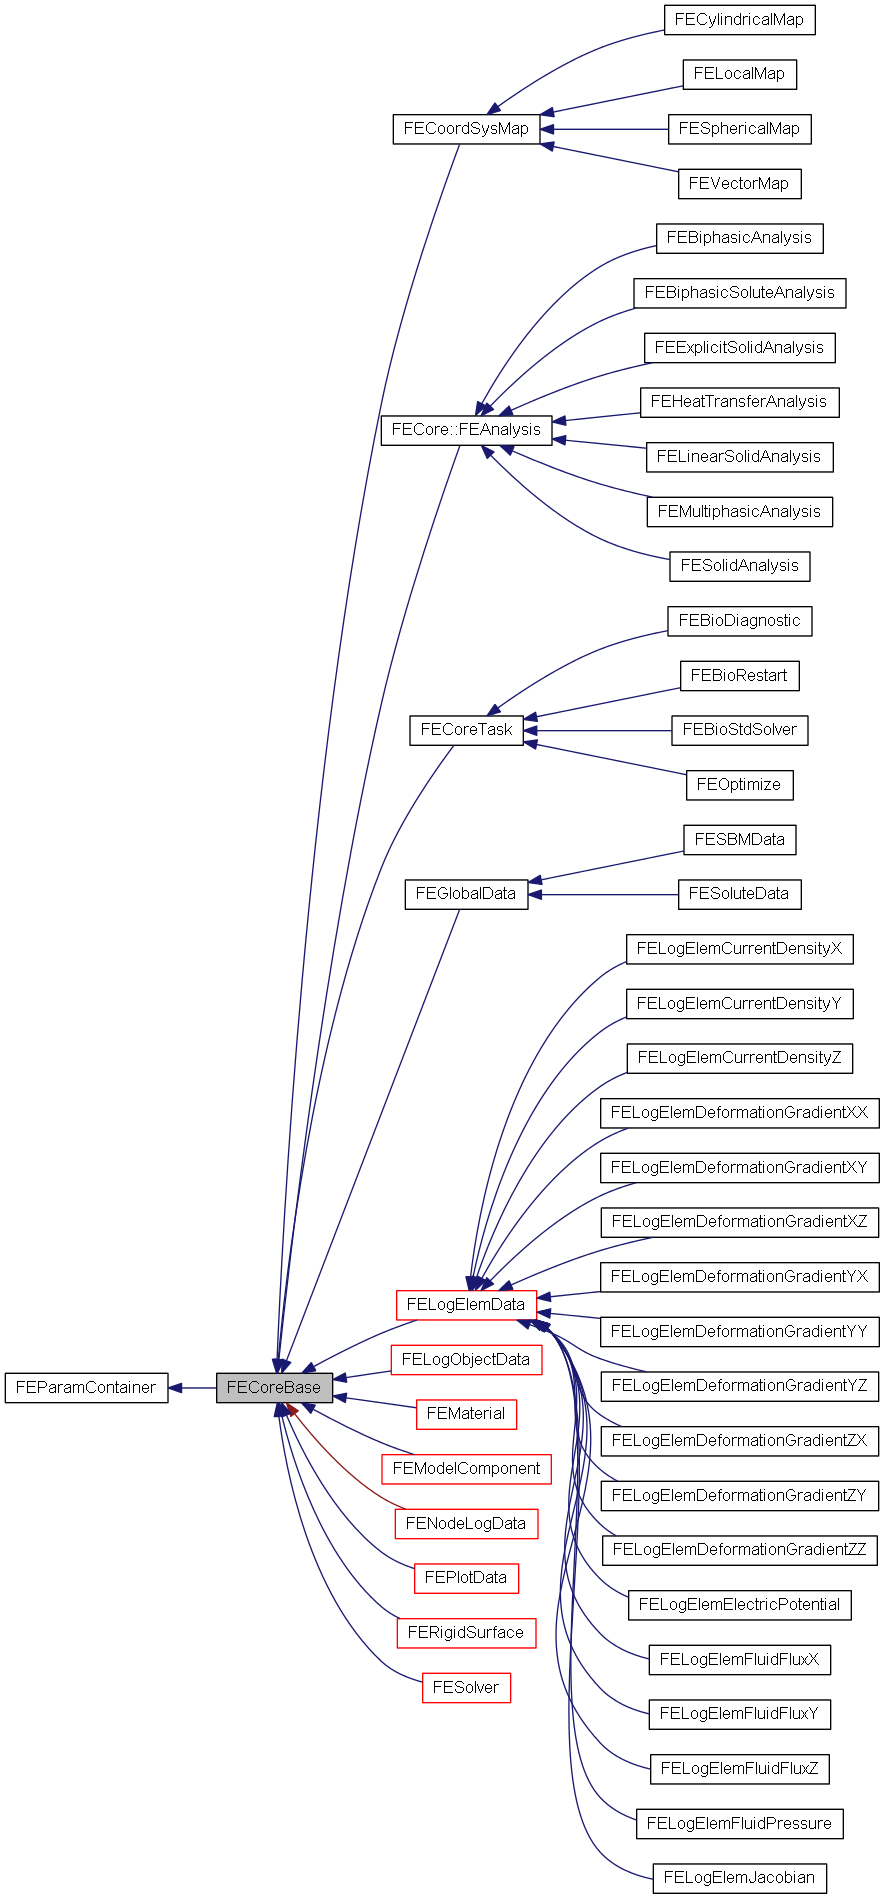 FECylindricalMap
FELocalMap
FECoordSysMap
FESphericalMap
FEVectorMap
FEBiphasicAnalysis
FEBiphasicSoluteAnalysis
FEExplicitSolidAnalysis
FEHeatTransferAnalysis
FECore::FEAnalysis
FELinearSolidAnalysis
FEMultiphasicAnalysis
FESolidAnalysis
FEBioDiagnostic
FEBioRestart
FECoreTask
FEBioStdSolver
FEOptimize
FESBMData
FEGlobalData
FESoluteData
FELogElemCurrentDensityX
FELogElemCurrentDensityY
FELogElemCurrentDensityZ
FELogElemDeformationGradientXX
FELogElemDeformationGradientXY
FELogElemDeformationGradientXZ
FELogElemDeformationGradientYX
FELogElemData
FELogElemDeformationGradientYY
FELogObjectData
FEParamContainer
FECoreBase
FELogElemDeformationGradientYZ
FEMaterial
FELogElemDeformationGradientZX
FEModelComponent
FELogElemDeformationGradientZY
FENodeLogData
FELogElemDeformationGradientZZ
FEPlotData
FELogElemElectricPotential
FERigidSurface
FELogElemFluidFluxX
FESolver
FELogElemFluidFluxY
FELogElemFluidFluxZ
FELogElemFluidPressure
FELogElemJacobian